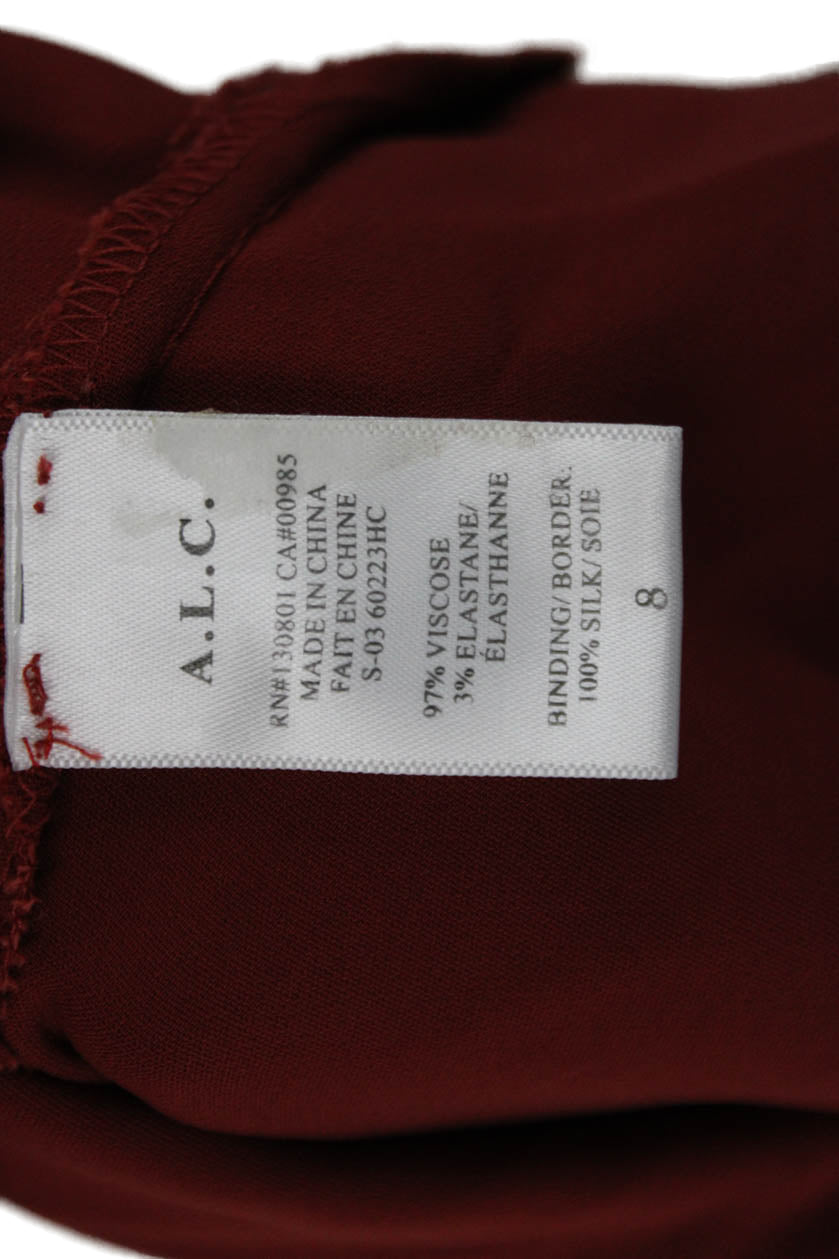 A.L.C.
RN#130801 CA#00985
MADE IN CHINA
FAIT EN CHINE
S-03 60223HC
97% VISCOSE
3% ELASTANE/
ÉLASTHANNE
BINDING/ BORDER:
100% SILK/ SOIE
8